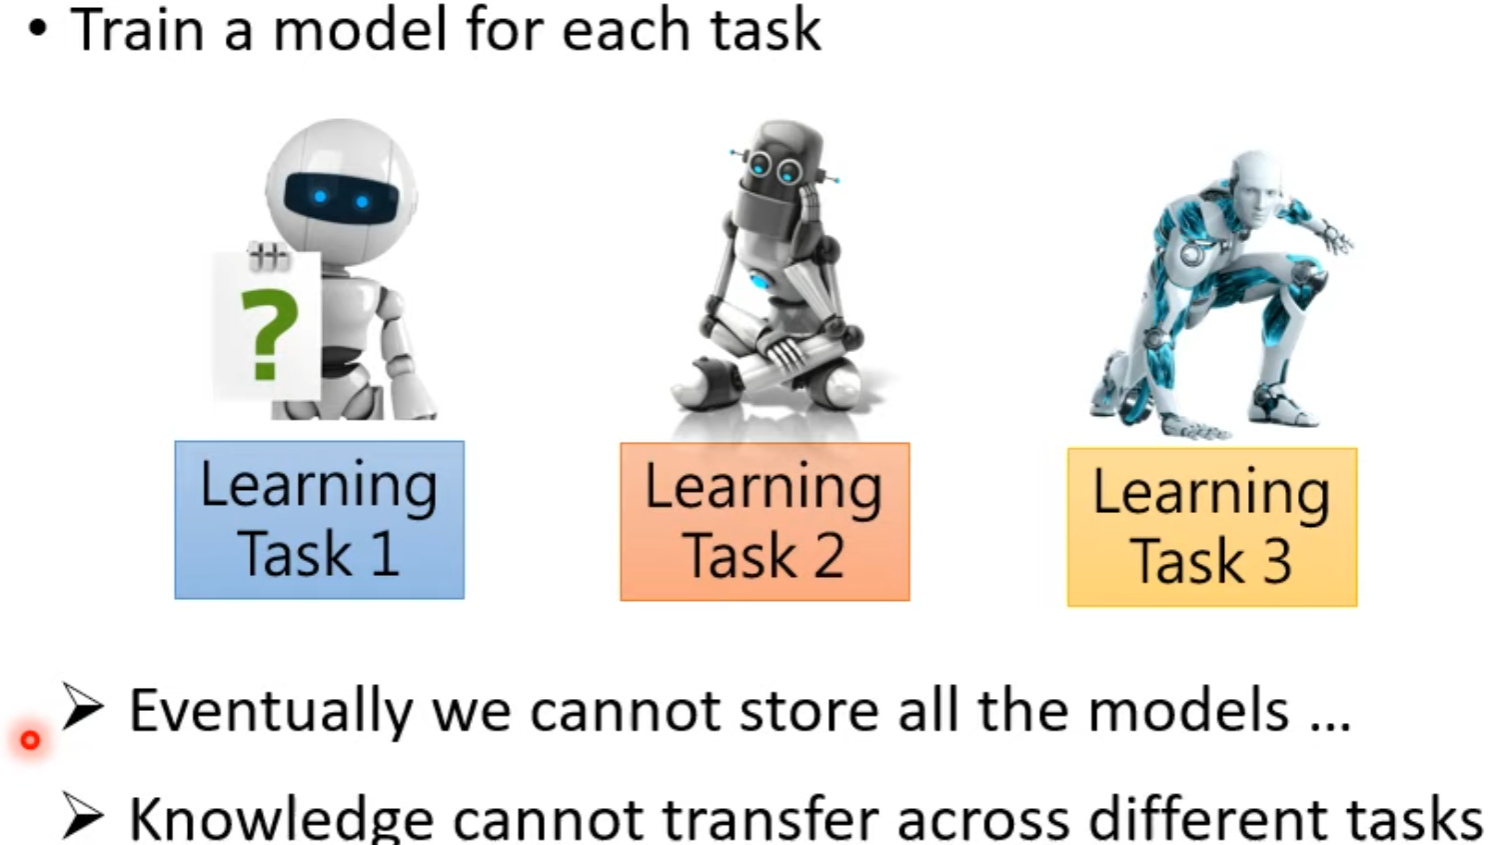 • Train a model for each task
?
Learning
Task 1
Learning
Task 2
Learning
Task 3
➢ Eventually we cannot store all the models ...
➢ Knowledge cannot transfer across different tasks